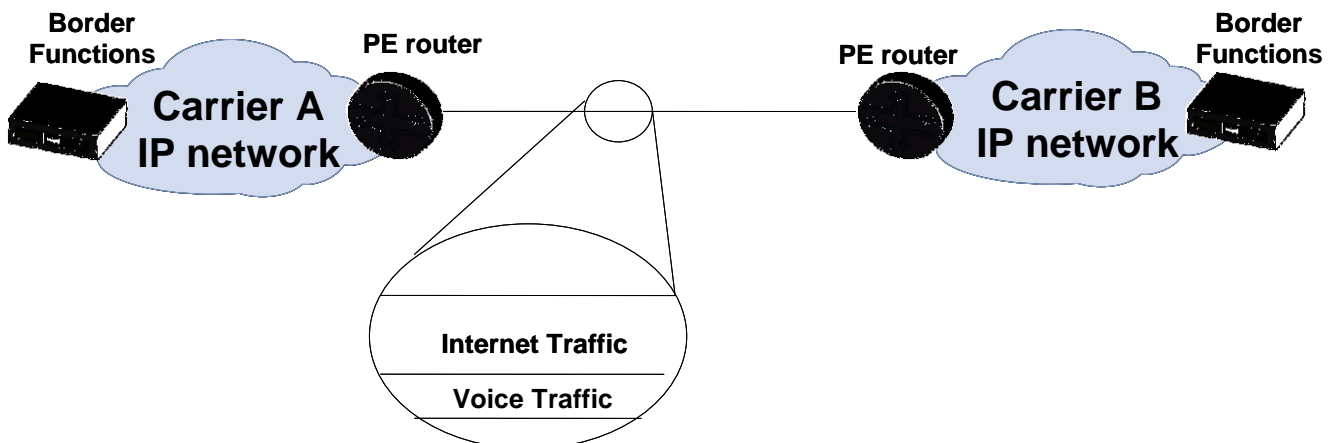 Border
Functions
PE router
Carrier A
IP network
PE router
Carrier B
IP network
Border
Functions
Internet Traffic
Voice Traffic